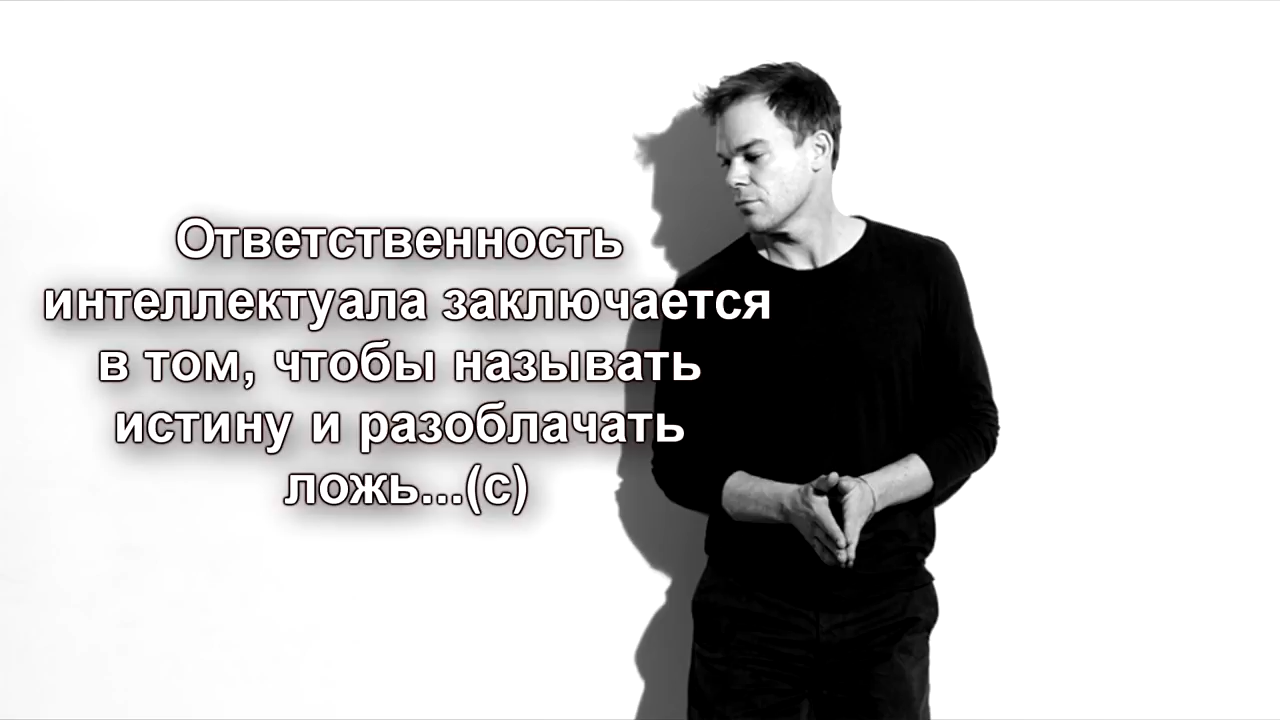 Ответственность
интеллектуала заключается
в том, чтобы называть
истину и разоблачать
ложь...(с)